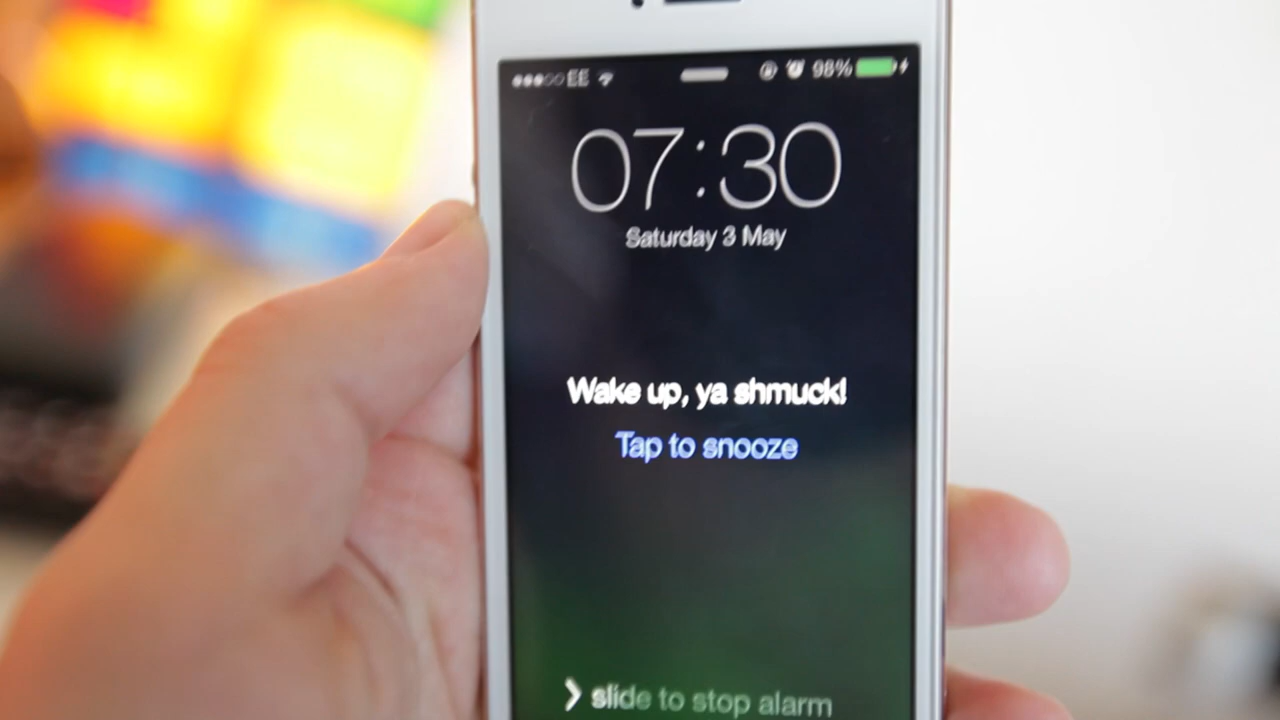 EE 98%
07:30
Saturday 3 May
Wake up, ya shmuck!
Tap to snooze
slide to stop alarm